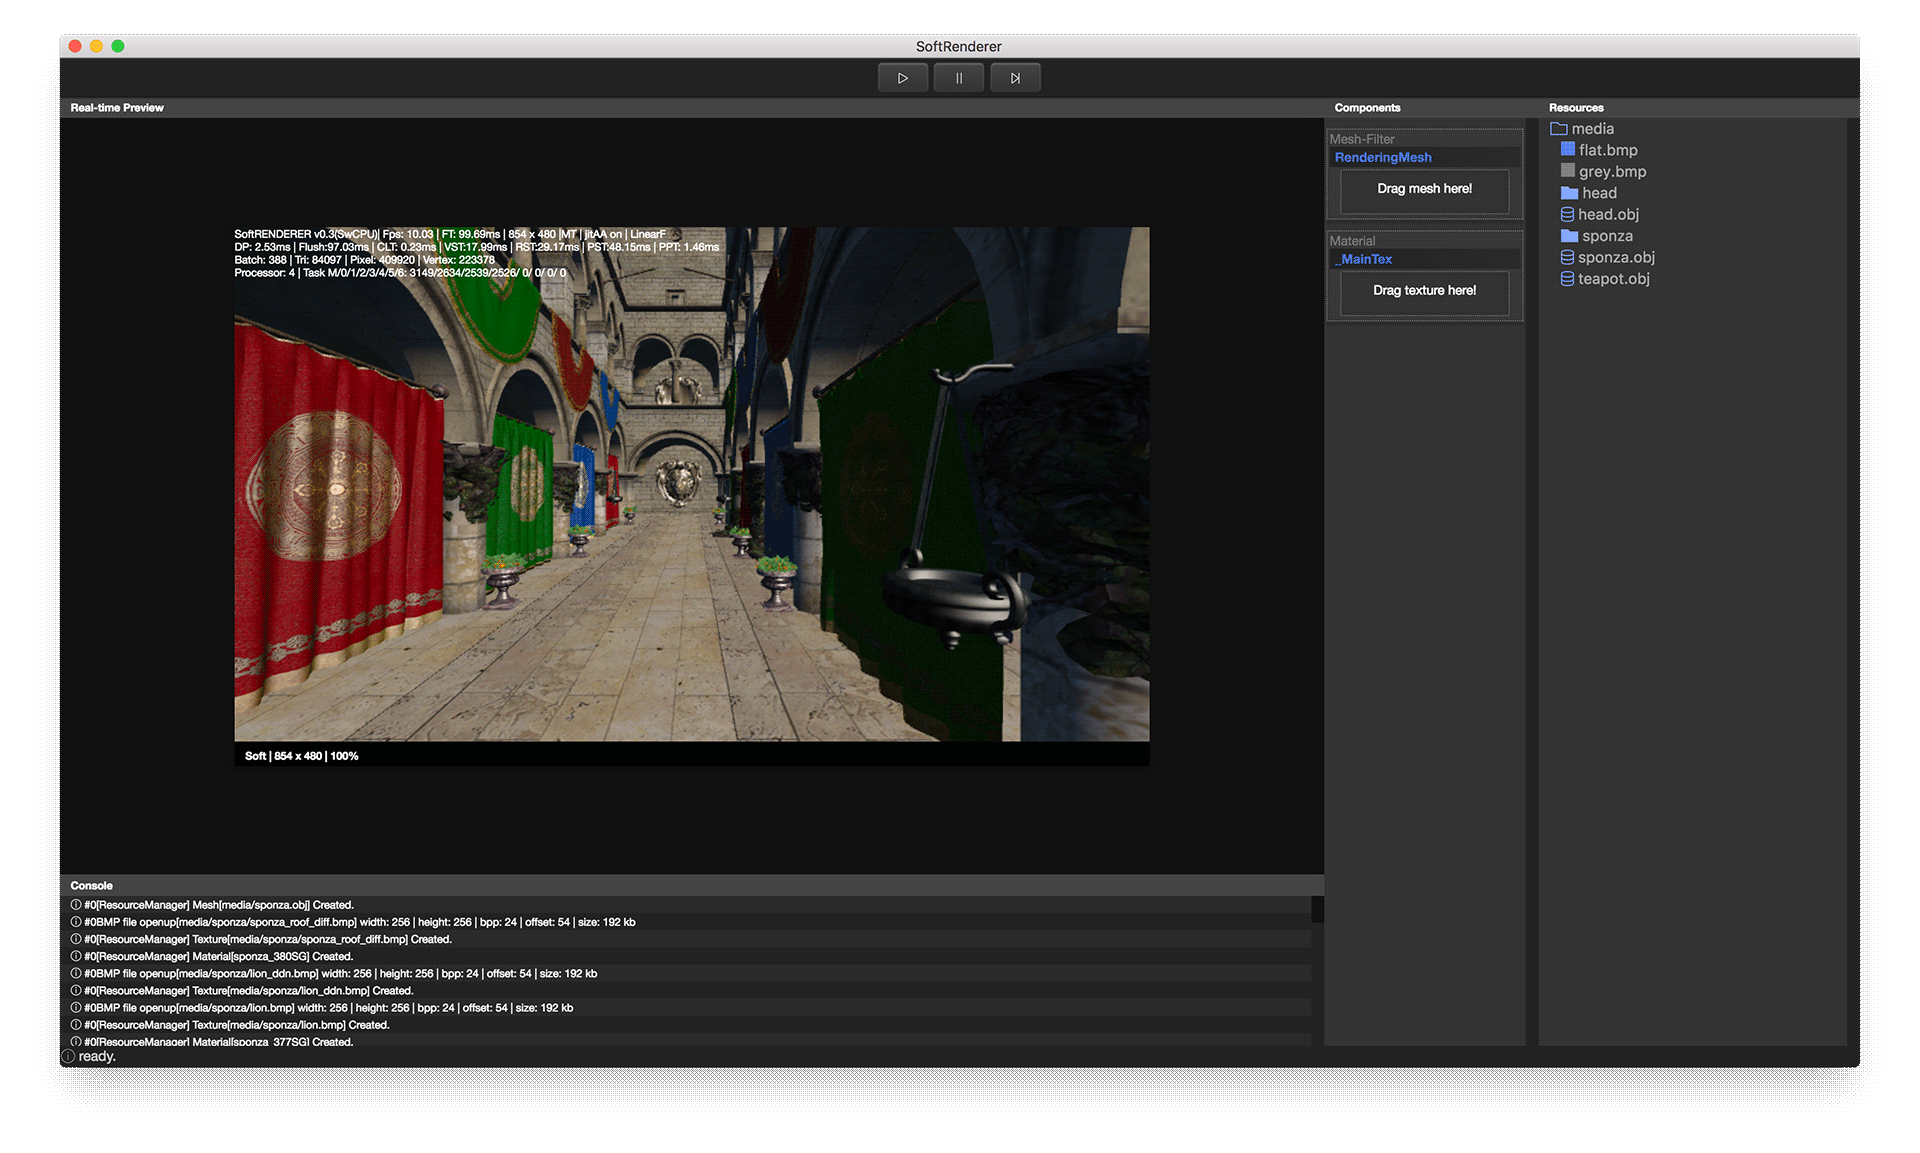 SoftRenderer
Real-time Preview
Components
Resources
Mesh-Filter
RenderingMesh
Drag mesh here!
Material
_MainTex
Drag texture here!
media
flat.bmp
grey.bmp
head
head.obj
sponza
sponza.obj
teapot.obj
SoftRENDERER v0.3(SwCPU)| Fps: 10.03 | FT: 99.69ms | 854 x 480 |MT | jitAA on | LinearF
DP: 2.53ms | Flush:97.03ms | CLT: 0.23ms | VST:17.99ms | RST:29.17ms | PST:48.15ms | PPT: 1.46ms
Batch: 388 | Tri: 84097 | Pixel: 409920 | Vertex: 223378
Processor: 4 | Task M/0/1/2/3/4/5/6: 3149/2634/2539/2526/ 0/ 0/ 0/ 0
Soft | 854 x 480 | 100%
Console
#0[ResourceManager] Mesh[media/sponza.obj] Created.
#0BMP file openup[media/sponza/sponza_roof_diff.bmp] width: 256 | height: 256 | bpp: 24 | offset: 54 | size: 192 kb
#0[ResourceManager] Texture[media/sponza/sponza_roof_diff.bmp] Created.
#0[ResourceManager] Material[sponza_380SG] Created.
#0BMP file openup[media/sponza/lion_ddn.bmp] width: 256 | height: 256 | bpp: 24 | offset: 54 | size: 192 kb
#0[ResourceManager] Texture[media/sponza/lion_ddn.bmp] Created.
#0BMP file openup[media/sponza/lion.bmp] width: 256 | height: 256 | bpp: 24 | offset: 54 | size: 192 kb
#0[ResourceManager] Texture[media/sponza/lion.bmp] Created.
#0[ResourceManager] Material[sponza_377SG] Created.
ready.